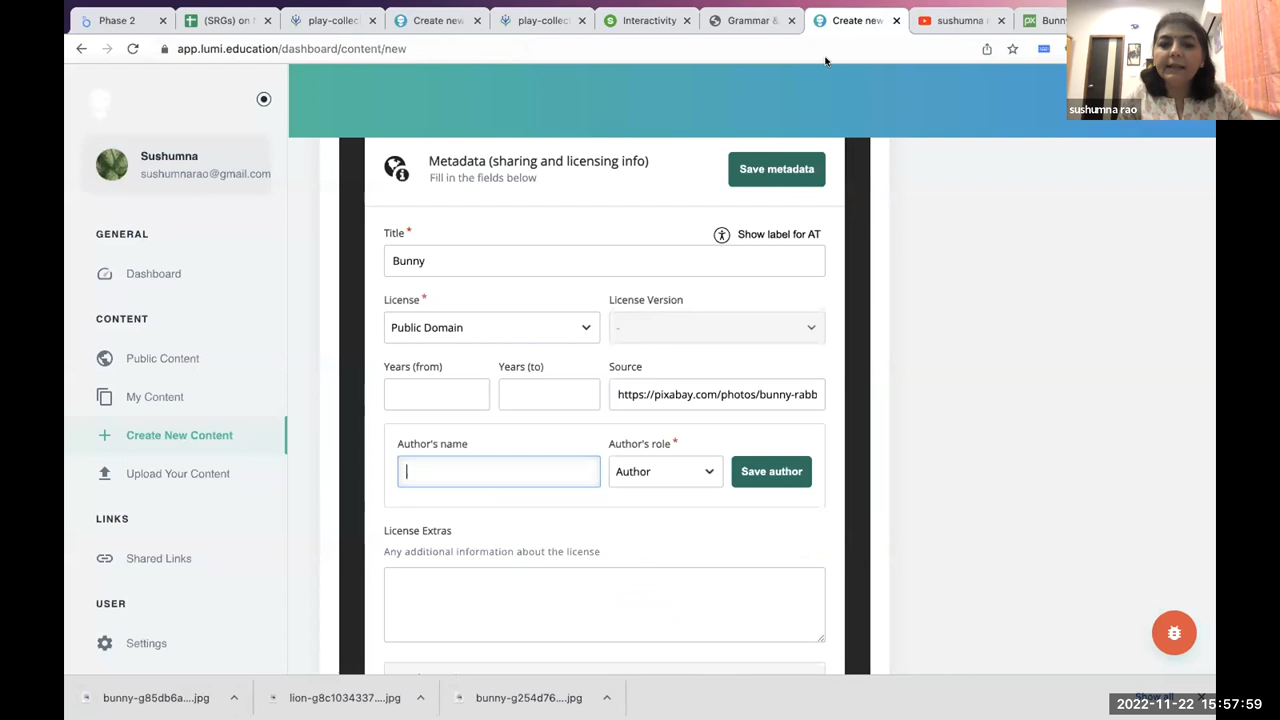 Phase 2
(SRGs) on
play-collec
Create new
play-collec
Interactivity
Grammar &
Create new
sushumna r
Bunn
app.lumi.education/dashboard/content/new
sushumna rao
Sushumna
sushumnarao@gmail.com
GENERAL
Dashboard
CONTENT
Public Content
My Content
Create New Content
Upload Your Content
LINKS
Shared Links
USER
Settings
Metadata (sharing and licensing info)
Fill in the fields below
Save metadata
Title *
Show label for AT
Bunny
License *
License Version
Public Domain
-
Years (from)
Years (to)
Source
https://pixabay.com/photos/bunny-rabb
Author's name
Author's role *
Author
Save author
License Extras
Any additional information about the license
bunny-g85db6a....jpg
lion-g8c1034337....jpg
bunny-g254d76....jpg
Show all
2022-11-22 15:57:59